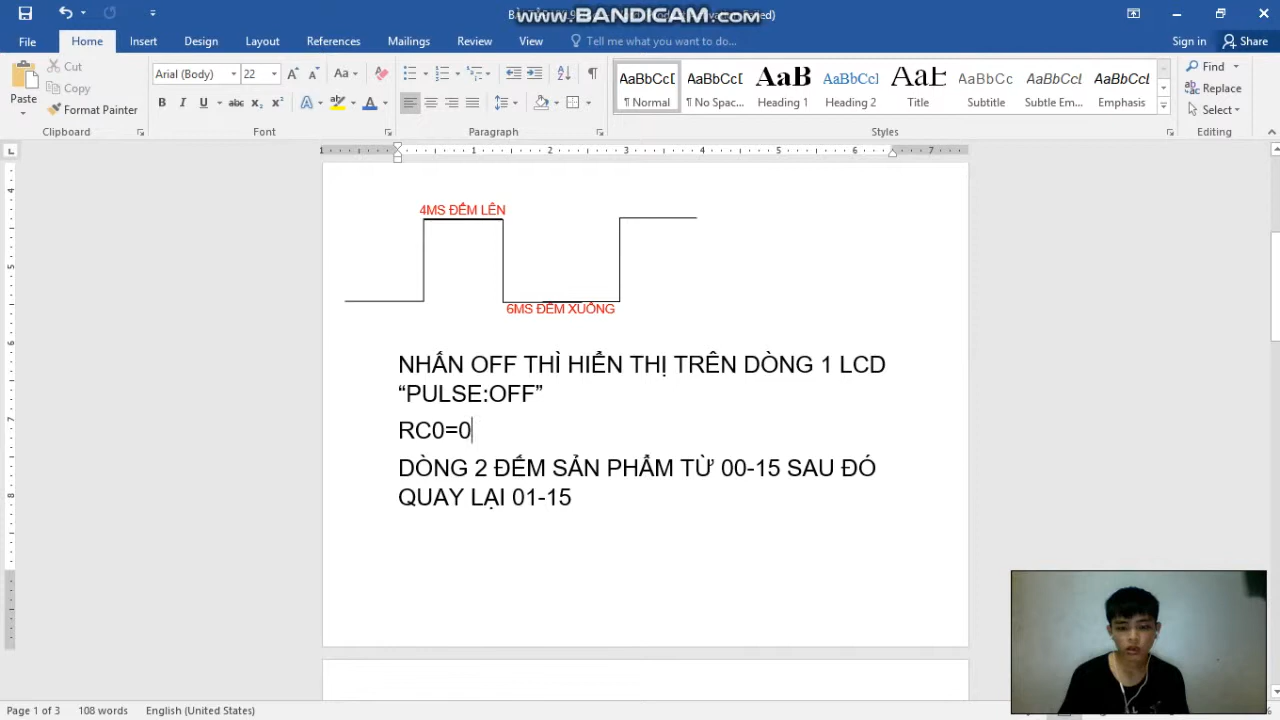 www.BANDICAM.com
File Home Insert Design Layout References Mailings Review View Tell me what you want to do... Sign in Share
Paste Cut Copy Format Painter
Arial (Body) 22
AaBbCcD AaBbCcD AaB AaBbCcl AaB AaBbCcC AaBbCcl AaBbCcl
¶ Normal ¶ No Spac... Heading 1 Heading 2 Title Subtitle Subtle Em... Emphasis
Find Replace Select
Clipboard Font Paragraph Styles Editing
4MS ĐẾM LÊN
6MS ĐẾM XUỐNG
NHẤN OFF THÌ HIỂN THỊ TRÊN DÒNG 1 LCD
“PULSE:OFF”
RC0=0
DÒNG 2 ĐẾM SẢN PHẨM TỪ 00-15 SAU ĐÓ
QUAY LẠI 01-15
Page 1 of 3 108 words English (United States)